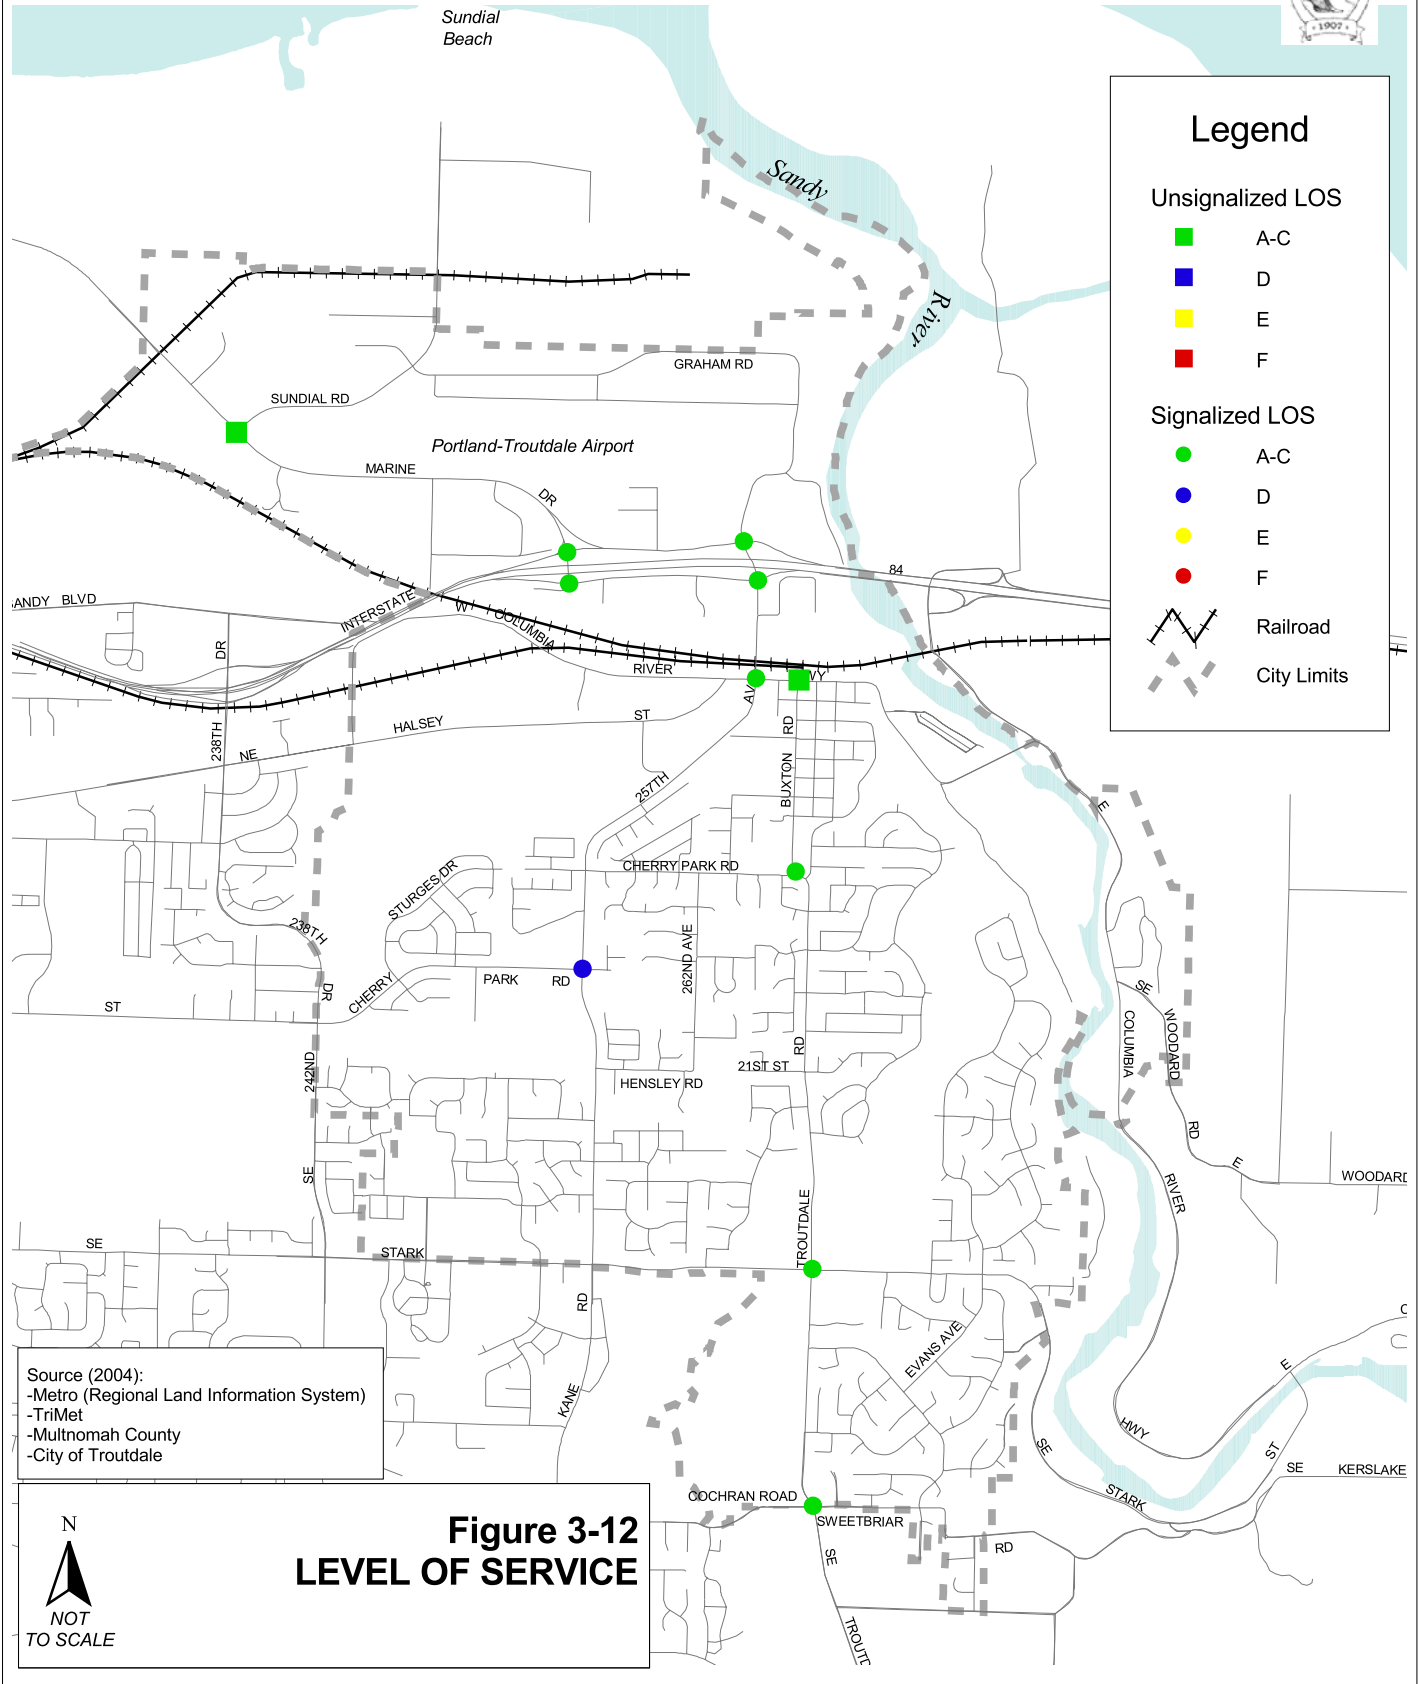 Sundial
Beach
1907
Legend
Unsignalized LOS
A-C
D
E
F
Signalized LOS
A-C
D
E
F
Railroad
City Limits
Sandy
River
GRAHAM RD
SUNDIAL RD
Portland-Troutdale Airport
MARINE
DR
84
ANDY BLVD
INTERSTATE
W
COLUMBIA
RIVER
WY
DR
AV
RD
HALSEY
ST
238TH
NE
257TH
BUXTON
E
CHERRY PARK RD
STURGES DR
238TH
262ND AVE
CHERRY
PARK
RD
DR
ST
SE
COLUMBIA
WOODARD
RD
242ND
21ST ST
HENSLEY RD
RD
E
WOODARD
SE
RIVER
TROUTDALE
SE
STARK
RD
EVANS AVE
E
KANE
HWY
SE
ST
SE
KERSLAKE
STARK
COCHRAN ROAD
SWEETBRIAR
RD
SE
TROUTD
Source (2004):
-Metro (Regional Land Information System)
-TriMet
-Multnomah County
-City of Troutdale
Figure 3-12
LEVEL OF SERVICE
N
NOT
TO SCALE